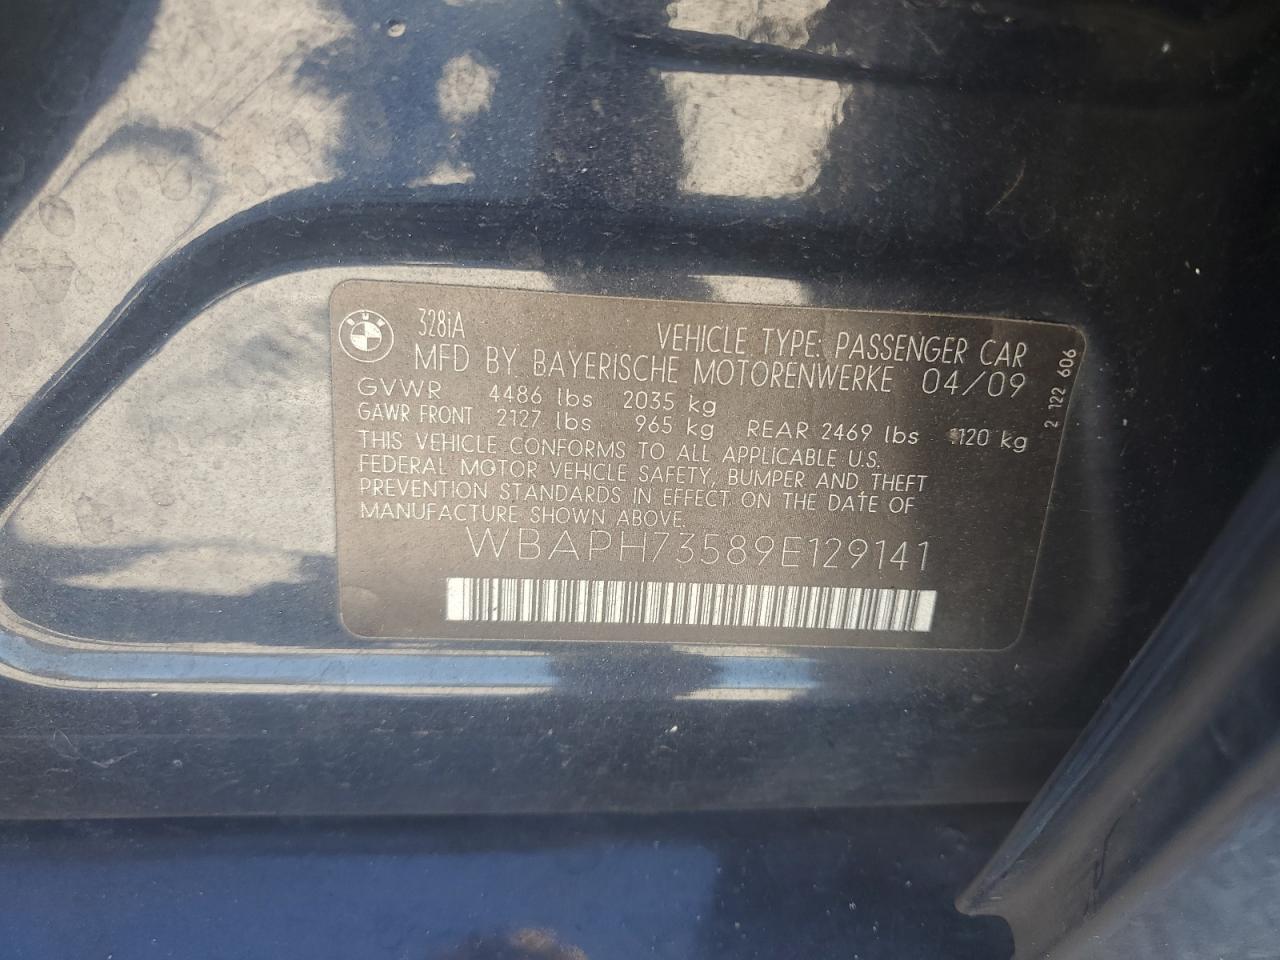 328iA
VEHICLE TYPE: PASSENGER CAR
MFD BY BAYERISCHE MOTORENWERKE 04/09
GVWR 4486 lbs 2035 kg
GAWR FRONT 2127 lbs 965 kg REAR 2469 lbs 1120 kg
THIS VEHICLE CONFORMS TO ALL APPLICABLE U.S.
FEDERAL MOTOR VEHICLE SAFETY, BUMPER AND THEFT
PREVENTION STANDARDS IN EFFECT ON THE DATE OF
MANUFACTURE SHOWN ABOVE.
WBAPH73589E129141
2 122 606